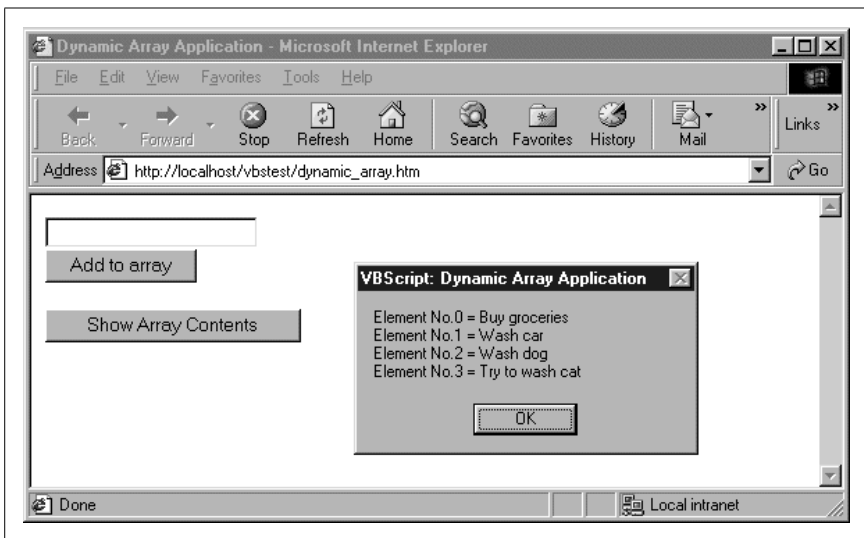 Dynamic Array Application - Microsoft Internet Explorer
File Edit View Favorites Tools Help
Back Forward Stop Refresh Home Search Favorites History Mail » Links »
Address http://localhost/vbstest/dynamic_array.htm Go
Add to array
Show Array Contents
VBScript: Dynamic Array Application
Element No.0 = Buy groceries
Element No.1 = Wash car
Element No.2 = Wash dog
Element No.3 = Try to wash cat
OK
Done Local intranet